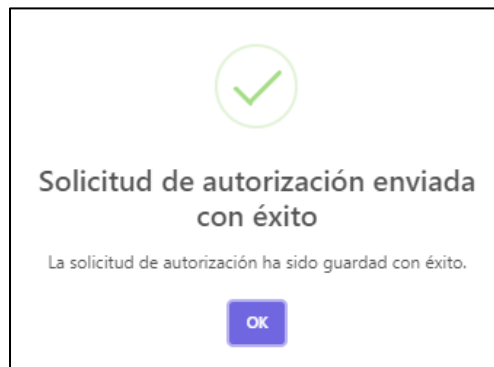 Solicitud de autorización enviada
con éxito
La solicitud de autorización ha sido guardad con éxito.
OK